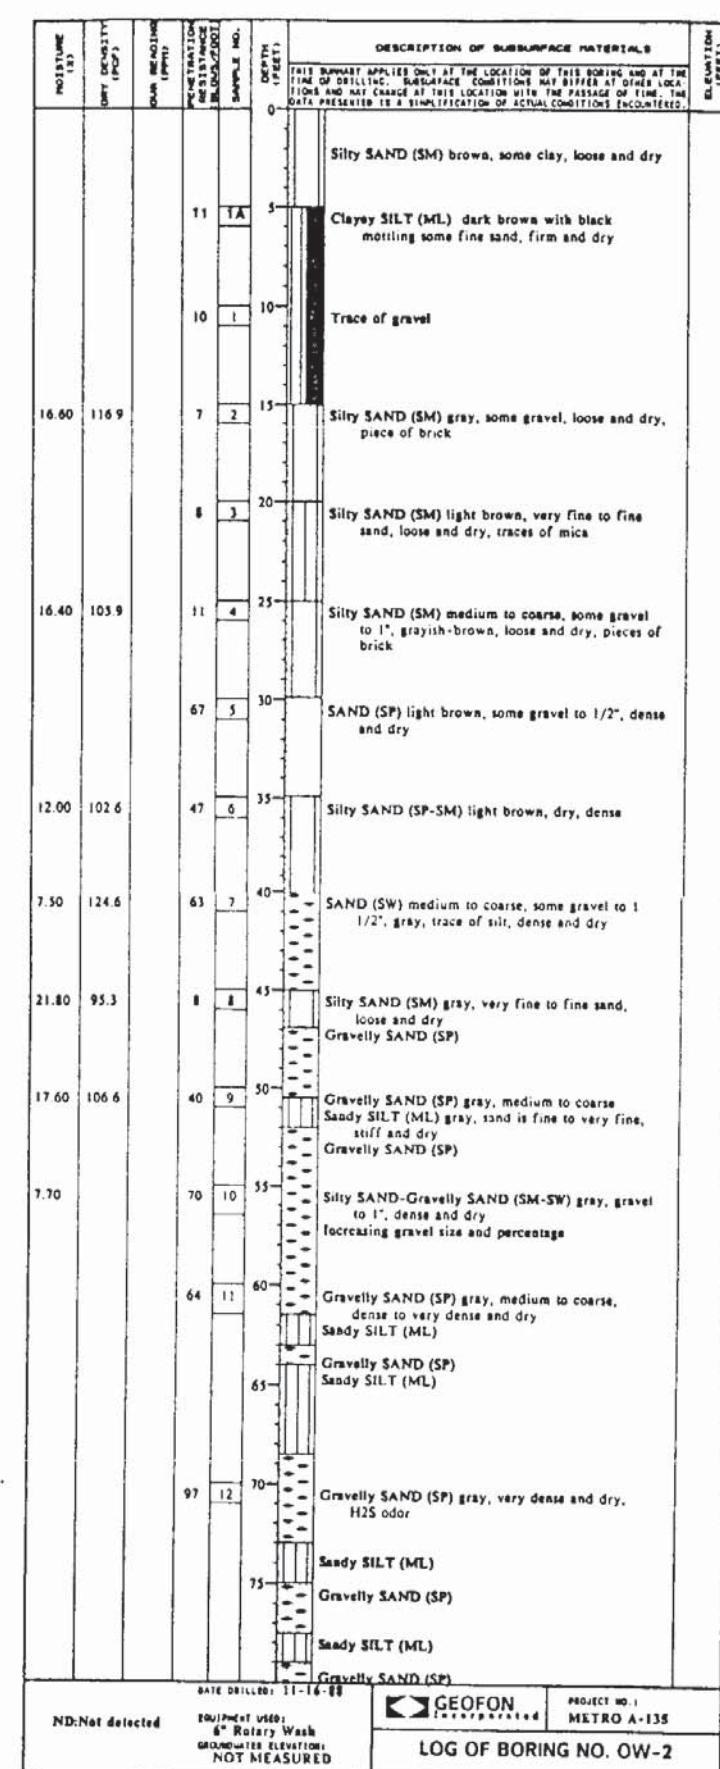 MOISTURE (%)
DRY DENSITY (PCF)
OVA READING (PPM)
PENETRATION RESISTANCE BLOWS/FOOT
SAMPLE NO.
DEPTH (FEET)
DESCRIPTION OF SUBSURFACE MATERIALS
ELEVATION (FEET)
THIS SUMMARY APPLIES ONLY AT THE LOCATION OF THIS BORING AND AT THE
TIME OF DRILLING. SUBSURFACE CONDITIONS MAY DIFFER AT OTHER LOCA-
TIONS AND MAY CHANGE AT THIS LOCATION WITH THE PASSAGE OF TIME. THE
DATA PRESENTED IS A SIMPLIFICATION OF ACTUAL CONDITIONS ENCOUNTERED.
0
Silty SAND (SM) brown, some clay, loose and dry
11 1A 5 Clayey SILT (ML) dark brown with black
mottling some fine sand, firm and dry
10 1 10 Trace of gravel
16.60 116 9 7 2 15 Silty SAND (SM) gray, some gravel, loose and dry,
piece of brick
3 20 Silty SAND (SM) light brown, very fine to fine
sand, loose and dry, traces of mica
16.40 103.9 11 4 25 Silty SAND (SM) medium to coarse, some gravel
to 1", grayish-brown, loose and dry, pieces of
brick
67 5 30 SAND (SP) light brown, some gravel to 1/2", dense
and dry
12.00 102 6 47 6 35 Silty SAND (SP-SM) light brown, dry, dense
7.50 124.6 63 7 40 SAND (SW) medium to coarse, some gravel to 1
1/2", gray, trace of silt, dense and dry
21.80 95.3 8 8 45 Silty SAND (SM) gray, very fine to fine sand,
loose and dry
Gravelly SAND (SP)
17.60 106 6 40 9 50 Gravelly SAND (SP) gray, medium to coarse
Sandy SILT (ML) gray, sand is fine to very fine,
stiff and dry
Gravelly SAND (SP)
7.70 70 10 55 Silty SAND-Gravelly SAND (SM-SW) gray, gravel
to 1", dense and dry
Increasing gravel size and percentage
64 11 60 Gravelly SAND (SP) gray, medium to coarse,
dense to very dense and dry
Sandy SILT (ML)
Gravelly SAND (SP)
65 Sandy SILT (ML)
97 12 70 Gravelly SAND (SP) gray, very dense and dry,
H2S odor
Sandy SILT (ML)
75 Gravelly SAND (SP)
Sandy SILT (ML)
Gravelly SAND (SP)
DATE DRILLED: 11-16-88
ND:Not detected
EQUIPMENT USED:
6" Rotary Wash
GROUNDWATER ELEVATION:
NOT MEASURED
GEOFON
Incorporated
PROJECT NO.:
METRO A-135
LOG OF BORING NO. OW-2